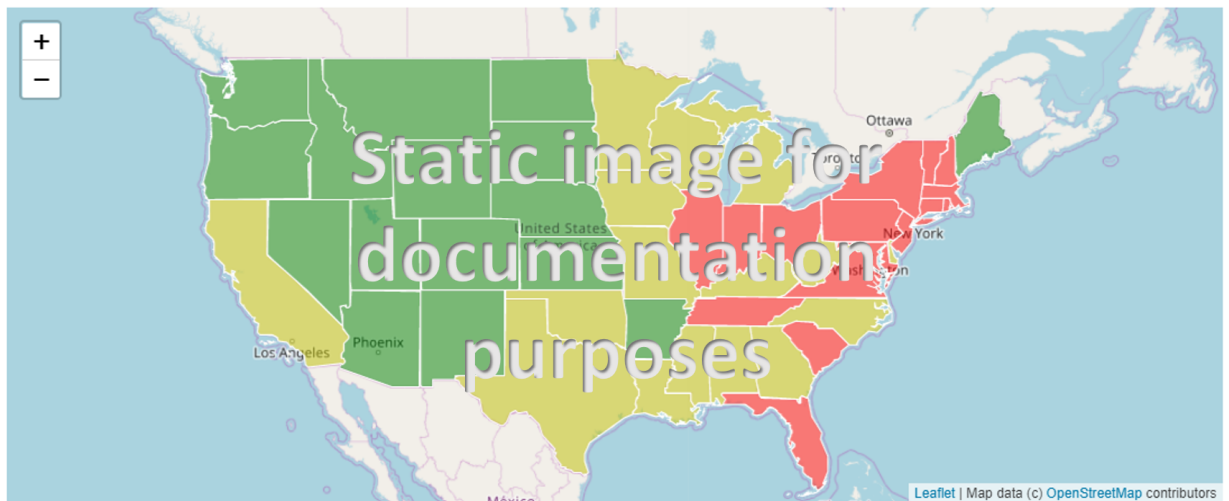 +
−
Ottawa
Toronto
Static image for
United States
of America
documentation
New York
Washington
Phoenix
Los Angeles
purposes
México
Leaflet | Map data (c) OpenStreetMap contributors